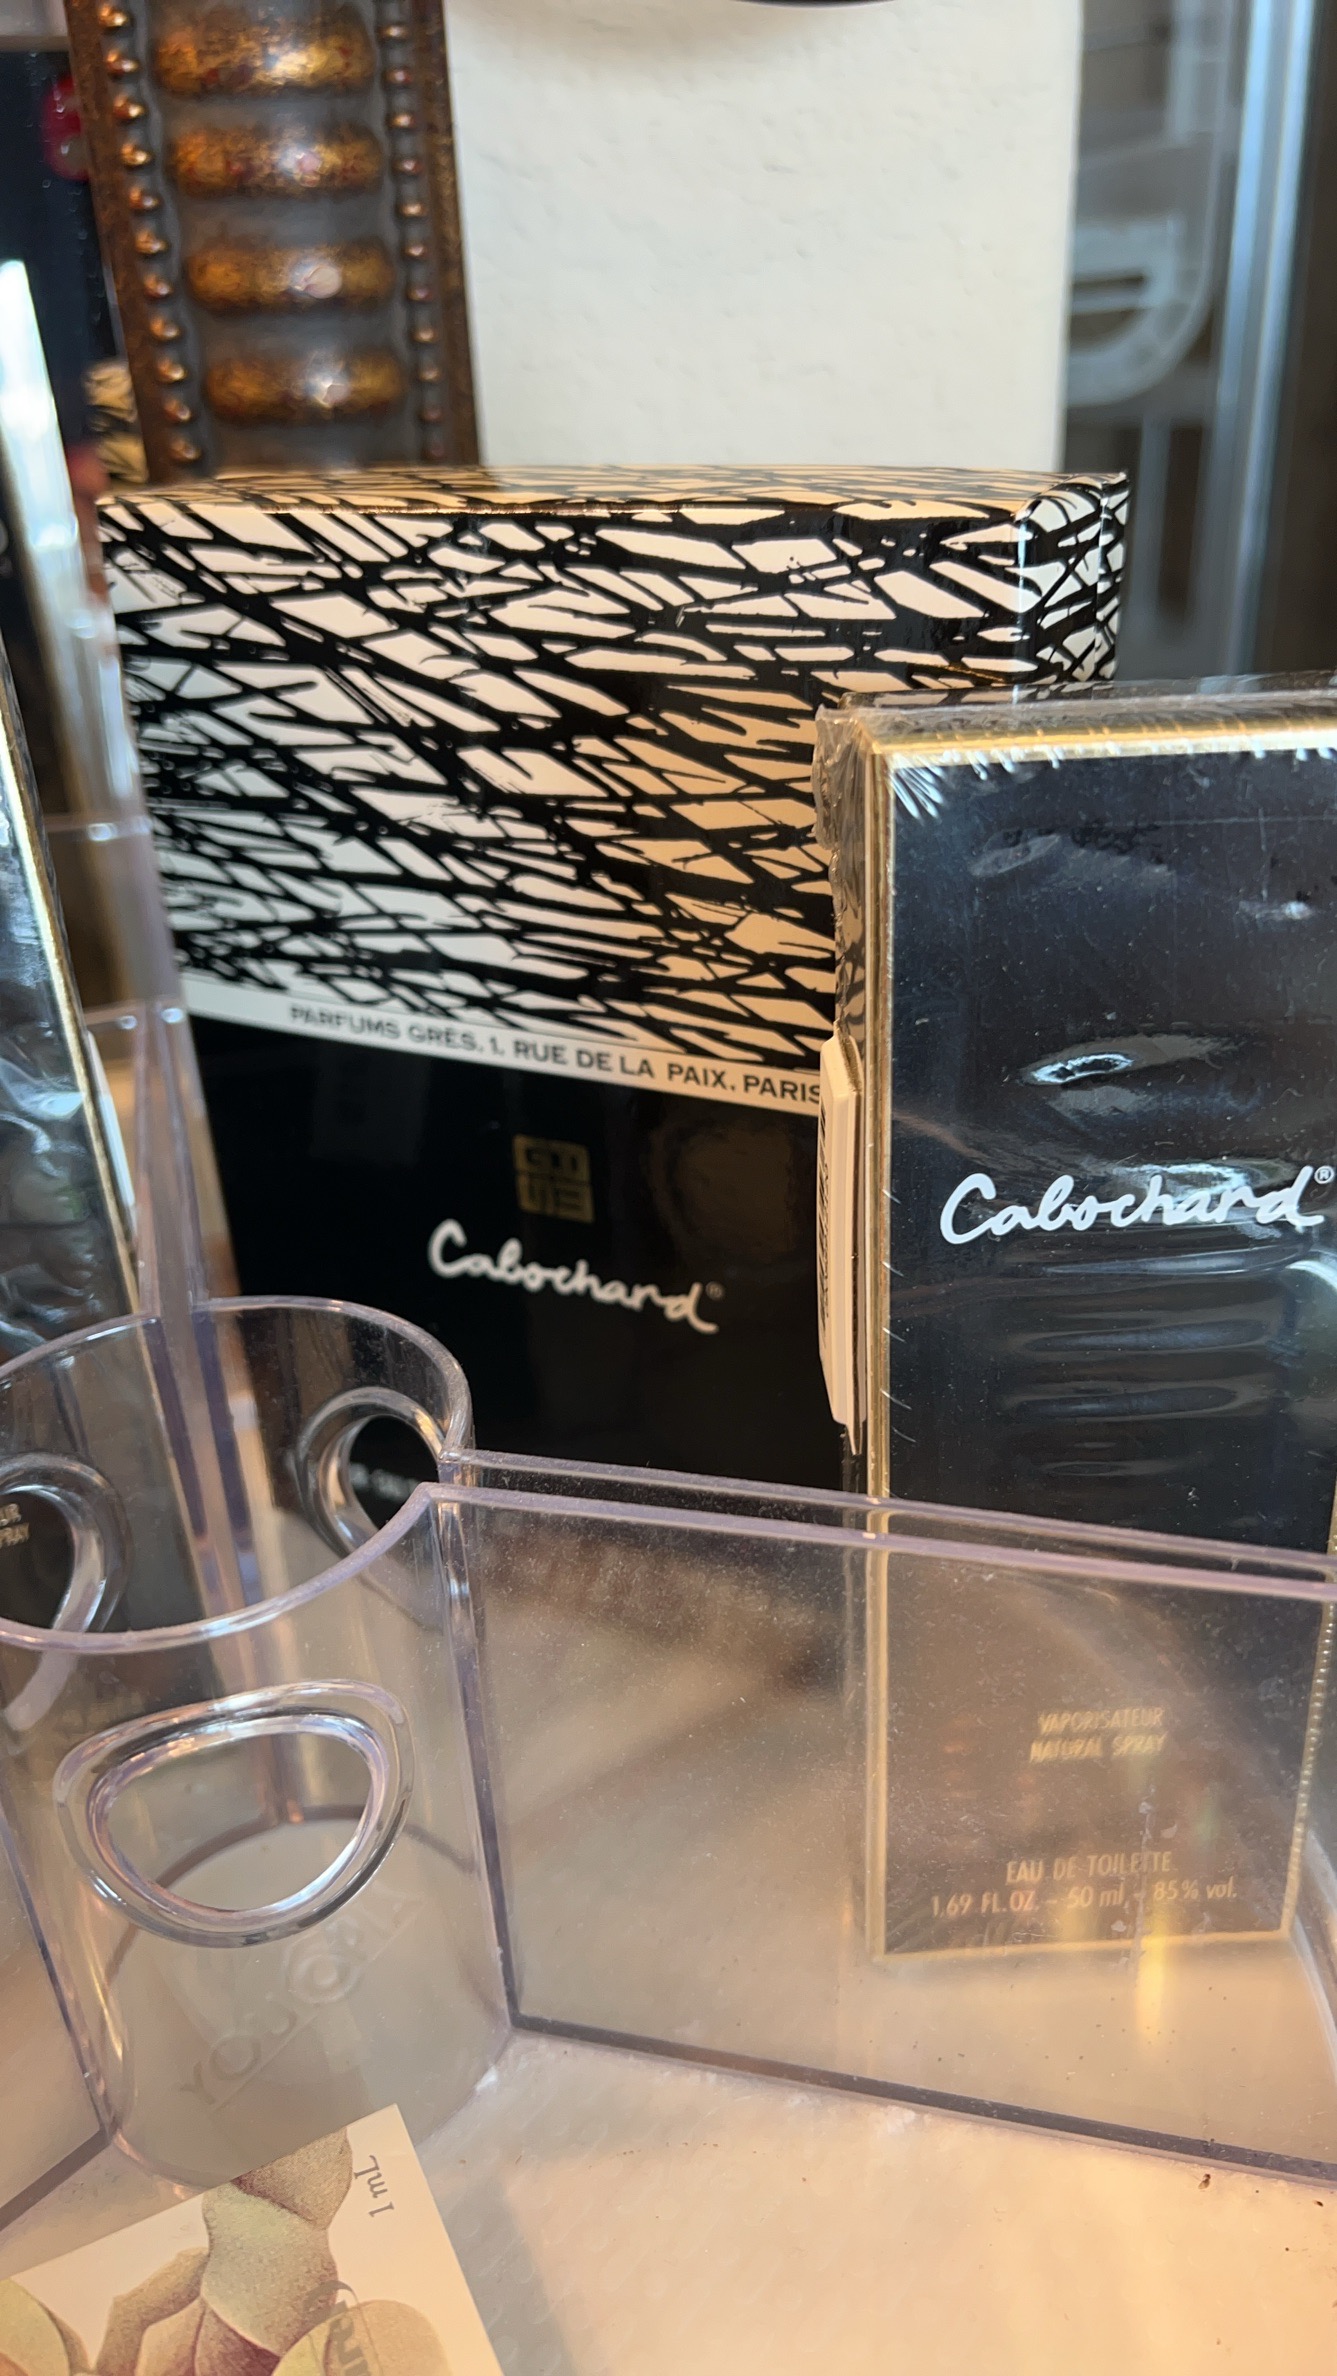 PARFUMS GRÈS. 1. RUE DE LA PAIX. PARIS
Cabochard®
Cabochard®
VAPORISATEUR
NATURAL SPRAY
EAU DE TOILETTE
1.69 FL.OZ. – 50 ml. – 85% vol.
1 mL